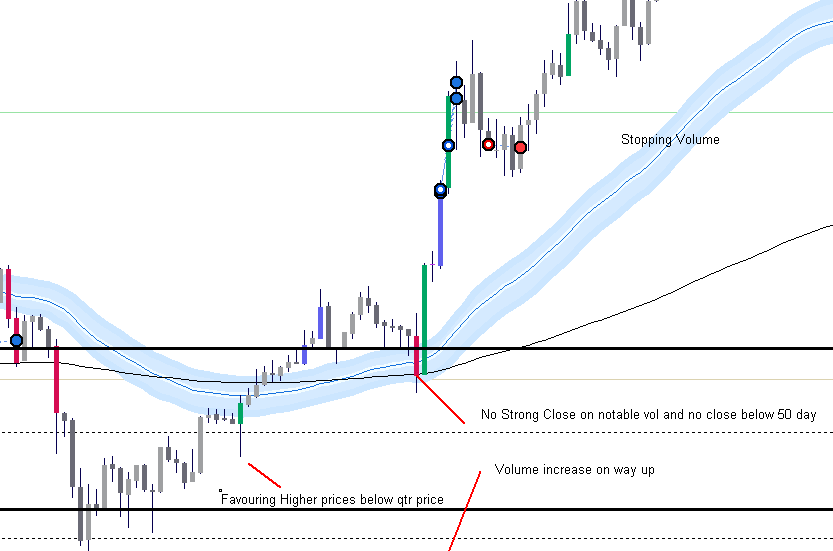 Stopping Volume
No Strong Close on notable vol and no close below 50 day
Volume increase on way up
Favouring Higher prices below qtr price